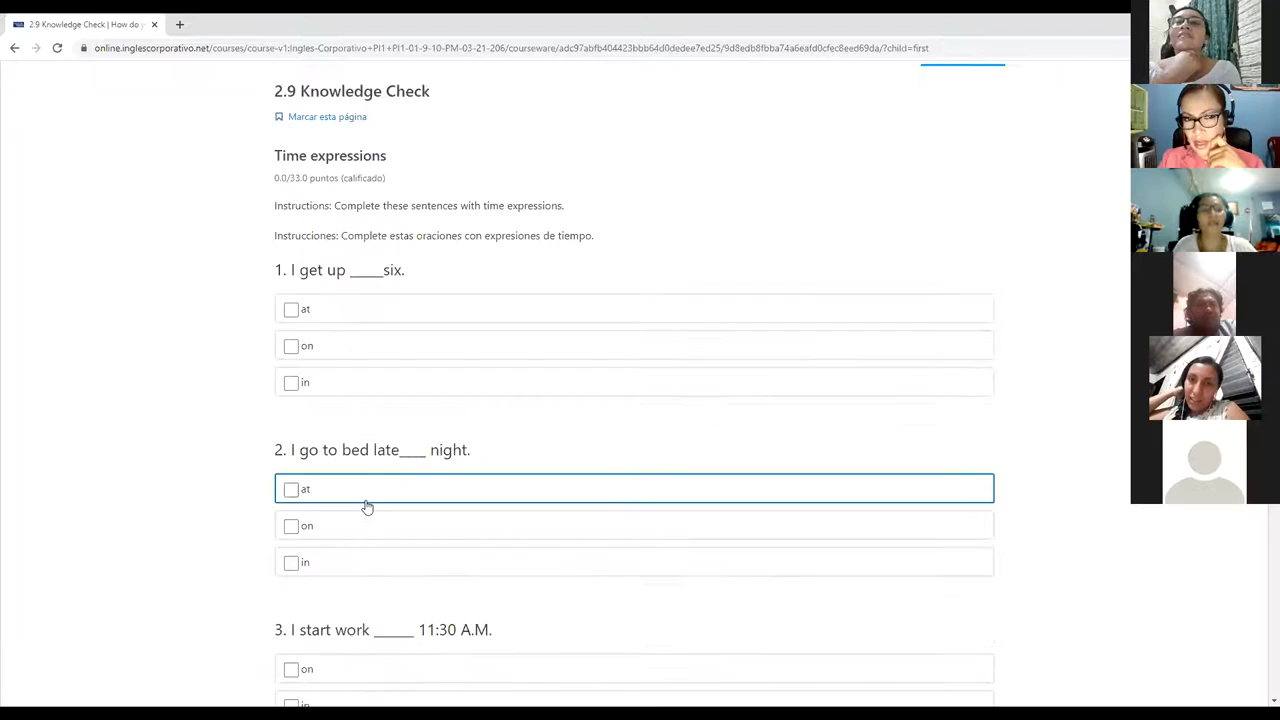 2.9 Knowledge Check | How do y
online.inglescorporativo.net/courses/course-v1:Ingles-Corporativo+PI1+PI1-01-9-10-PM-03-21-206/courseware/adc97abfb404423bbb64d0dedee7ed25/9d8edb8fbba74a6eafd0cfec8eed69da/?child=first
2.9 Knowledge Check
Marcar esta página
Time expressions
0.0/33.0 puntos (calificado)
Instructions: Complete these sentences with time expressions.
Instrucciones: Complete estas oraciones con expresiones de tiempo.
1. I get up _____six.
at
on
in
2. I go to bed late____ night.
at
on
in
3. I start work ______ 11:30 A.M.
on
in